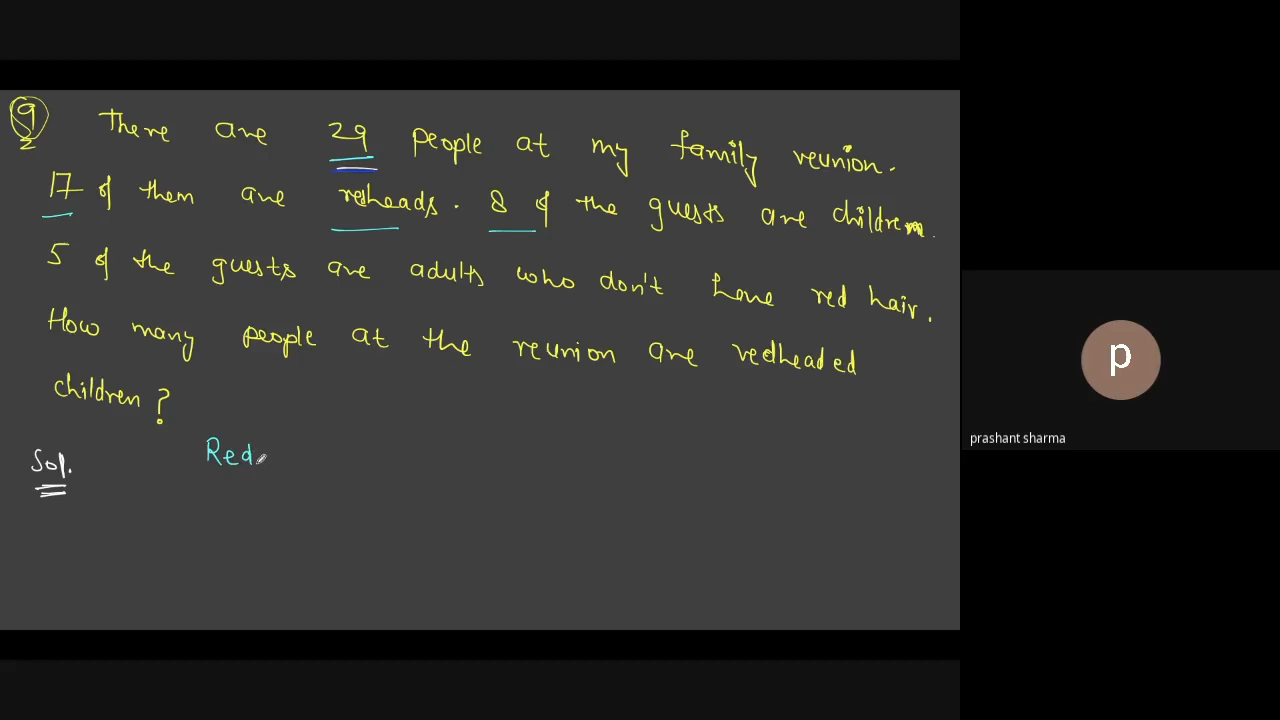 9 There are 29 people at my family reunion.
17 of them are redheads. 8 of the guests are children.
5 of the guests are adults who don't have red hair.
How many people at the reunion are redheaded
children?
Sol. Red
p
prashant sharma